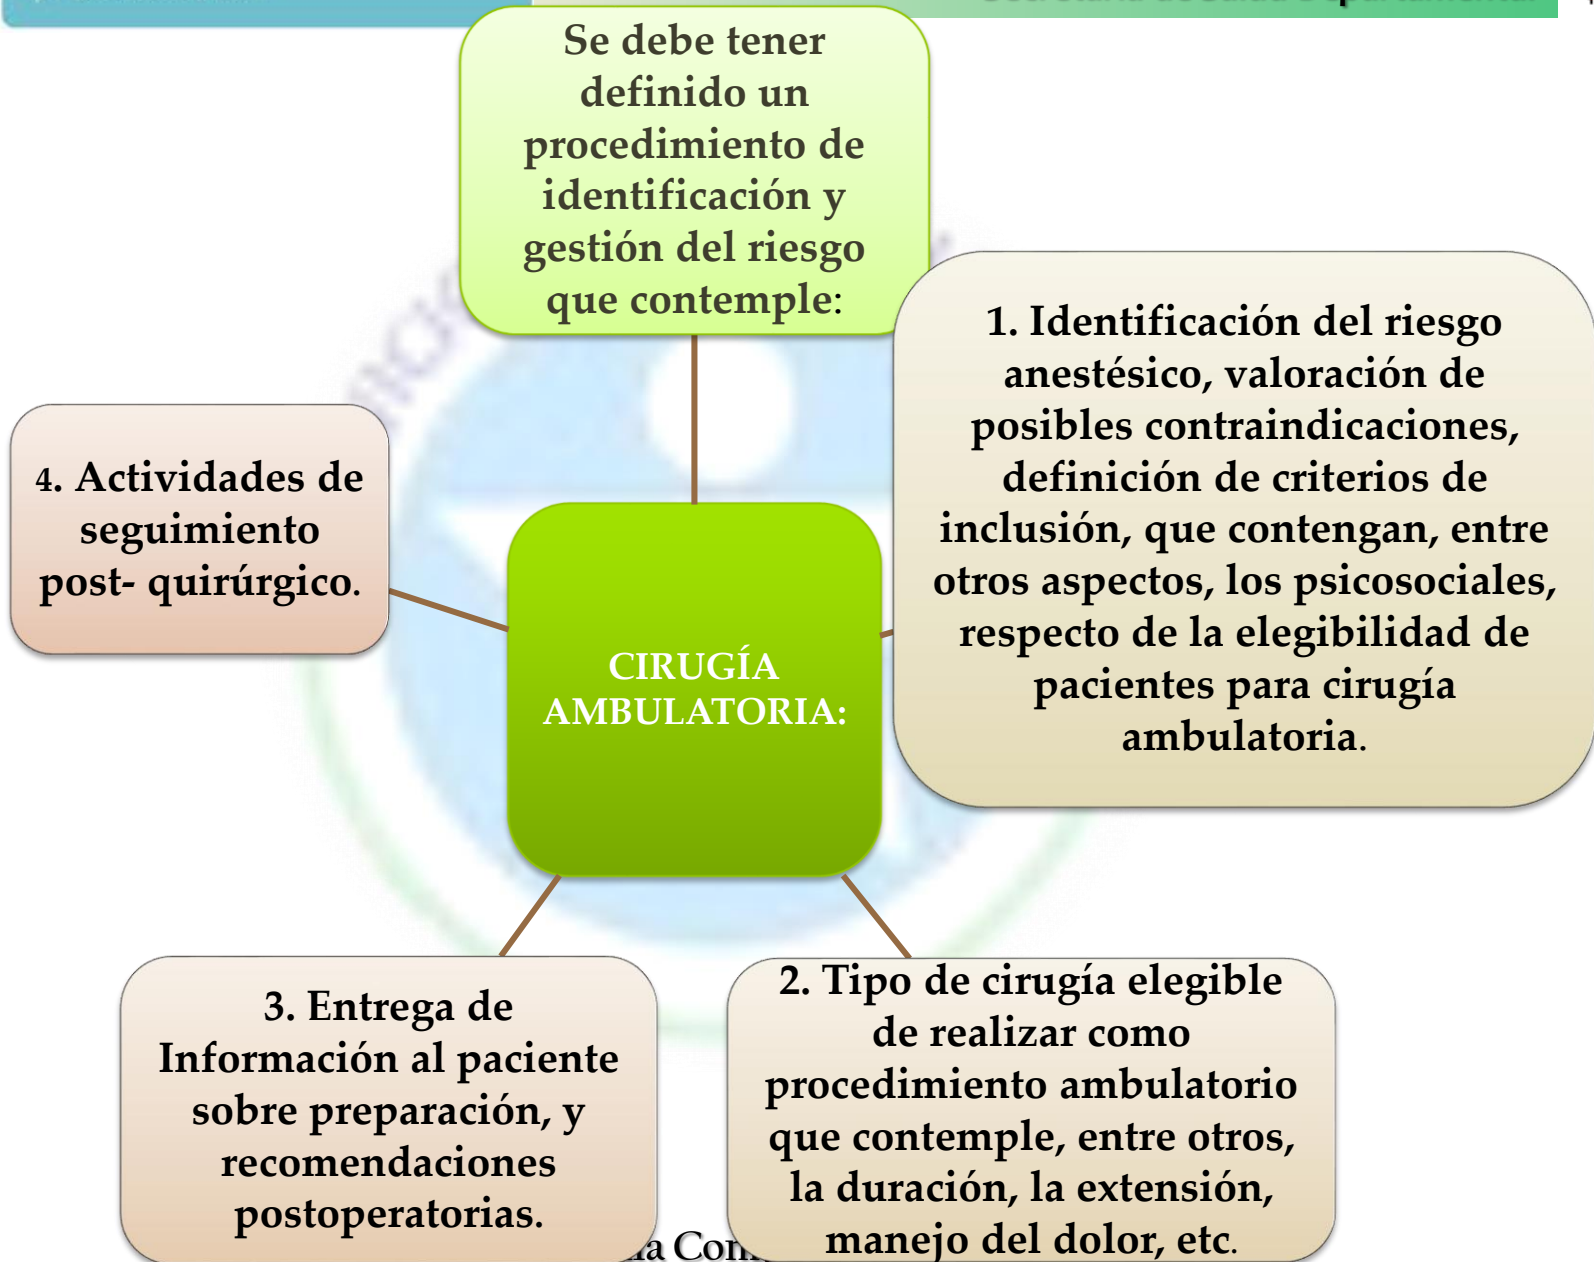 Se debe tener
definido un
procedimiento de
identificación y
gestión del riesgo
que contemple:
1. Identificación del riesgo
anestésico, valoración de
posibles contraindicaciones,
definición de criterios de
inclusión, que contengan, entre
otros aspectos, los psicosociales,
respecto de la elegibilidad de
pacientes para cirugía
ambulatoria.
4. Actividades de
seguimiento
post- quirúrgico.
CIRUGÍA
AMBULATORIA:
2. Tipo de cirugía elegible
de realizar como
procedimiento ambulatorio
que contemple, entre otros,
la duración, la extensión,
manejo del dolor, etc.
3. Entrega de
Información al paciente
sobre preparación, y
recomendaciones
postoperatorias.